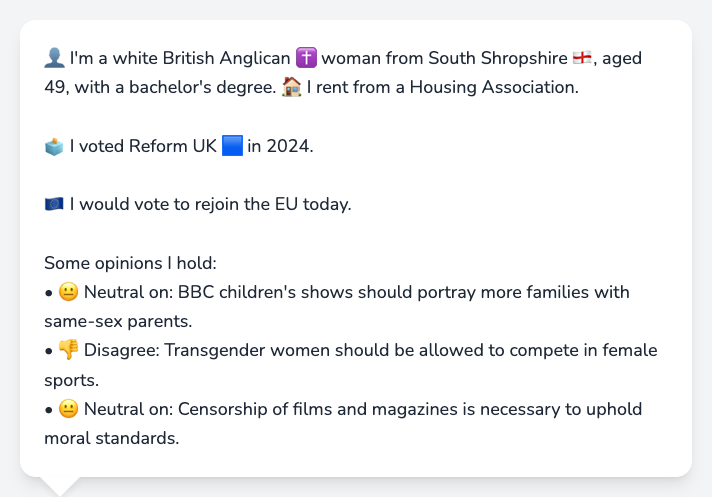 👤 I'm a white British Anglican ✝️ woman from South Shropshire 🏴󠁧󠁢󠁥󠁮󠁧󠁿, aged
49, with a bachelor's degree. 🏠 I rent from a Housing Association.
🗳️ I voted Reform UK 🟦 in 2024.
🇪🇺 I would vote to rejoin the EU today.
Some opinions I hold:
• 😐 Neutral on: BBC children's shows should portray more families with
same-sex parents.
• 👎 Disagree: Transgender women should be allowed to compete in female
sports.
• 😐 Neutral on: Censorship of films and magazines is necessary to uphold
moral standards.